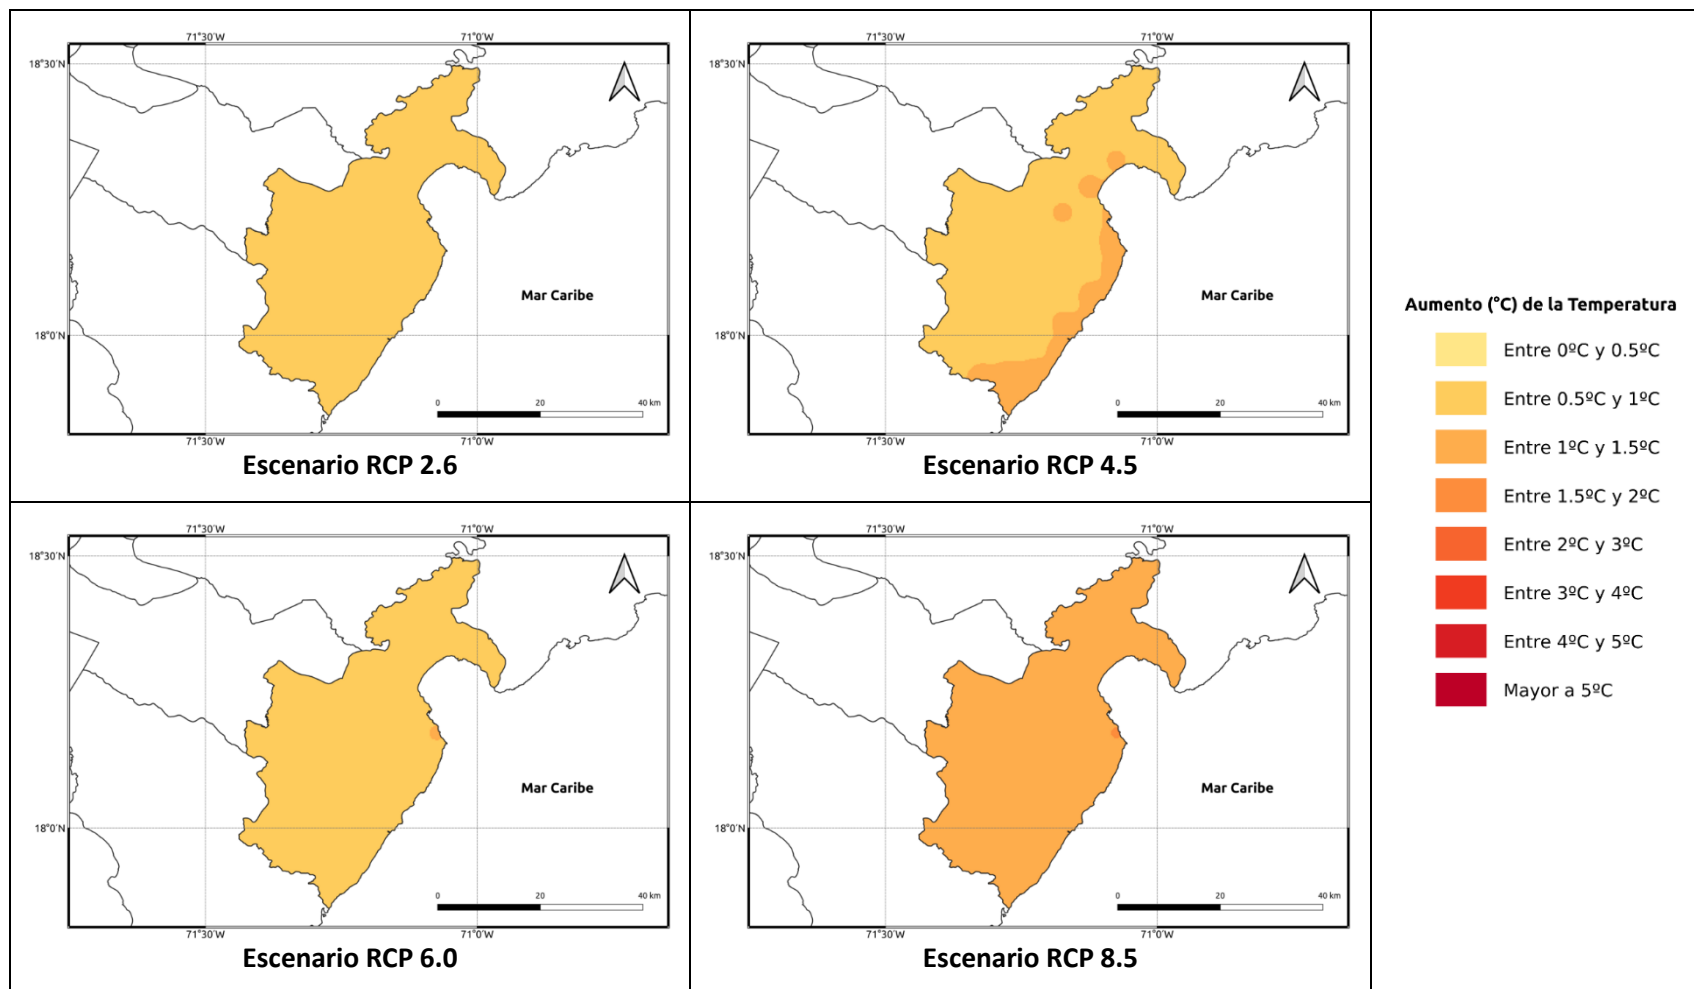 71°30'W 71°0'W
18°30'N
Mar Caribe
18°0'N
0 20 40 km
71°30'W 71°0'W
Escenario RCP 2.6
71°30'W 71°0'W
18°30'N
Mar Caribe
18°0'N
0 20 40 km
71°30'W 71°0'W
Escenario RCP 4.5
71°30'W 71°0'W
18°30'N
Mar Caribe
18°0'N
0 20 40 km
71°30'W 71°0'W
Escenario RCP 6.0
71°30'W 71°0'W
18°30'N
Mar Caribe
18°0'N
0 20 40 km
71°30'W 71°0'W
Escenario RCP 8.5
Aumento (°C) de la Temperatura
Entre 0ºC y 0.5ºC
Entre 0.5ºC y 1ºC
Entre 1ºC y 1.5ºC
Entre 1.5ºC y 2ºC
Entre 2ºC y 3ºC
Entre 3ºC y 4ºC
Entre 4ºC y 5ºC
Mayor a 5ºC